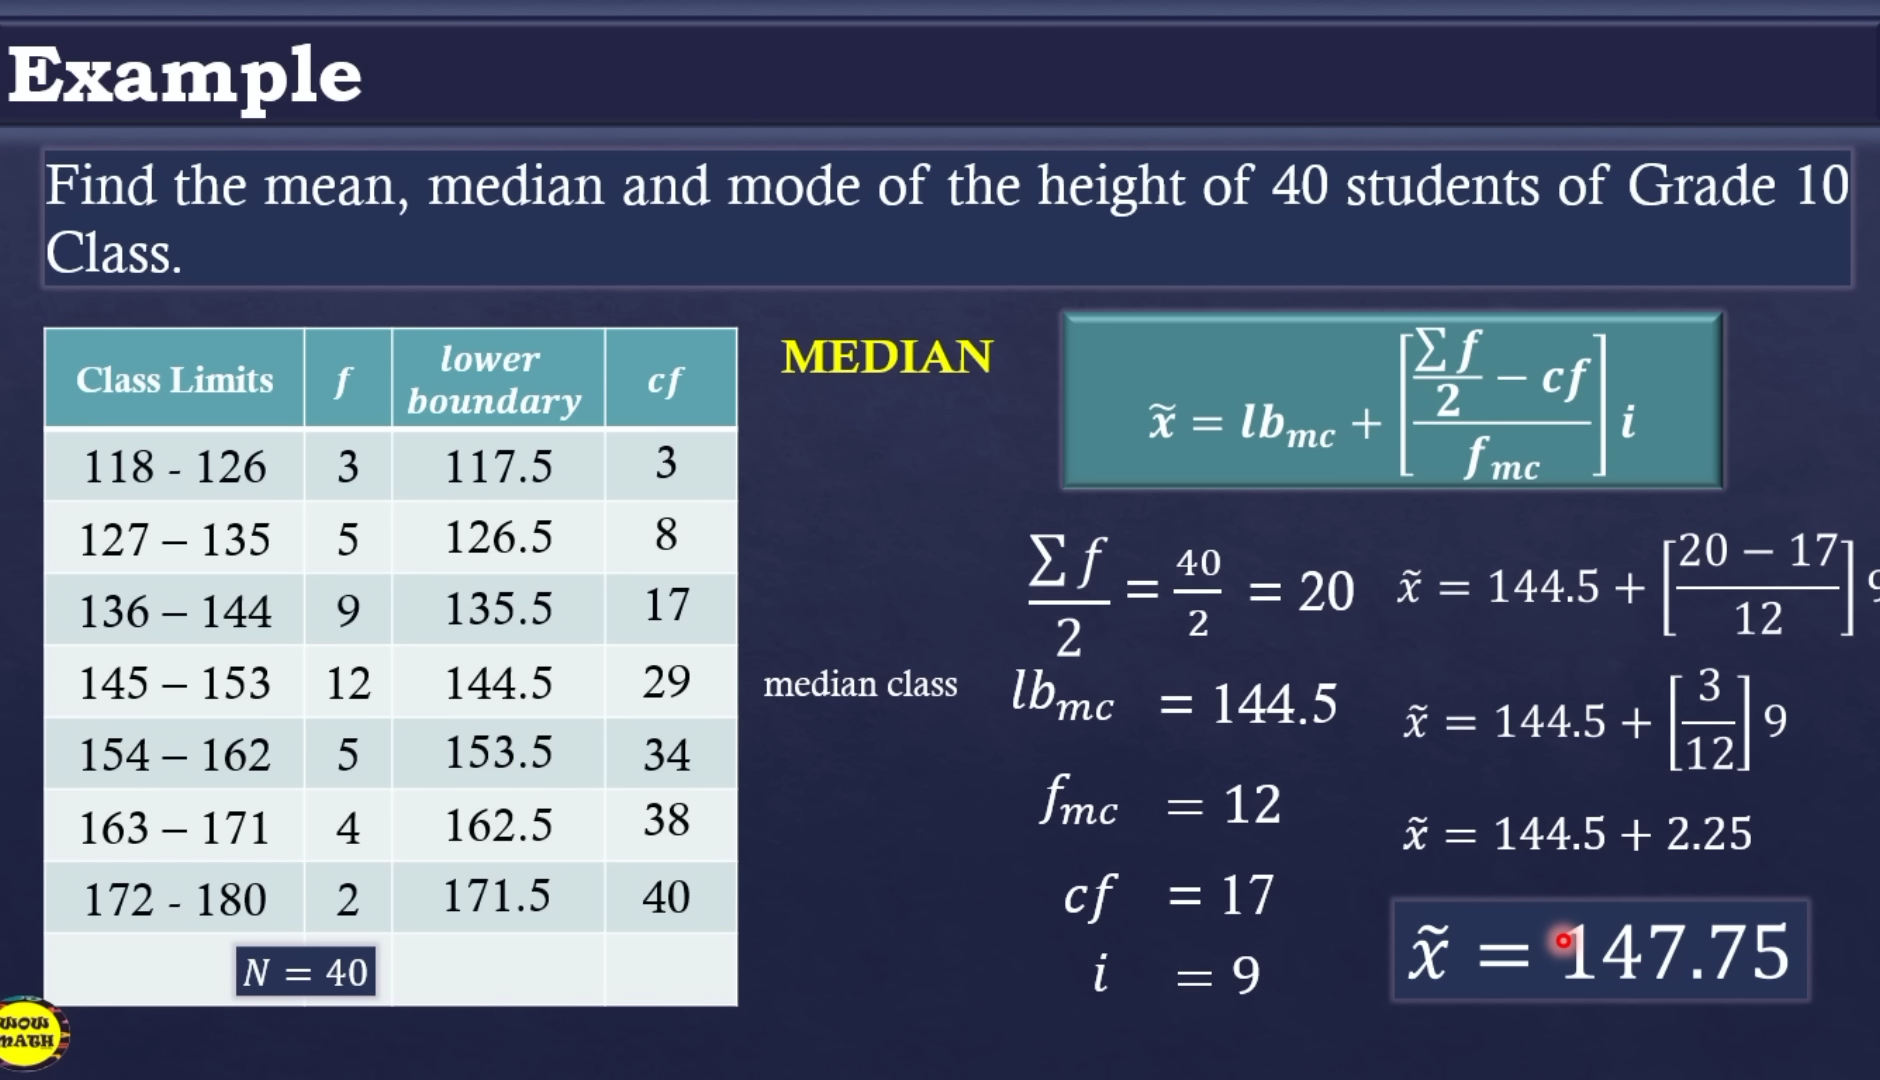 Example
Find the mean, median and mode of the height of 40 students of Grade 10
Class.
Class Limits f lower boundary cf
118 - 126 3 117.5 3
127 – 135 5 126.5 8
136 – 144 9 135.5 17
145 – 153 12 144.5 29
154 – 162 5 153.5 34
163 – 171 4 162.5 38
172 - 180 2 171.5 40
N = 40
median class
MEDIAN
x̃ = lb_mc + [(∑f/2 − cf)/f_mc] i
∑f/2 = 40/2 = 20
lb_mc = 144.5
f_mc = 12
cf = 17
i = 9
x̃ = 144.5 + [(20 − 17)/12] 9
x̃ = 144.5 + [3/12] 9
x̃ = 144.5 + 2.25
x̃ = 147.75
WOW
MATH